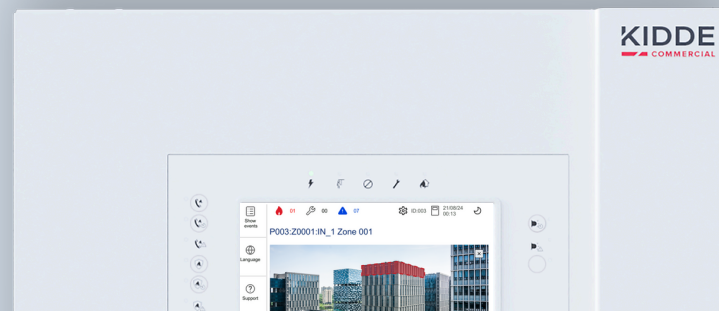 KIDDE
COMMERCIAL
01
00
07
ID:003
21/08/24
00:13
Show
events
P003:Z0001:IN_1 Zone 001
Language
Support